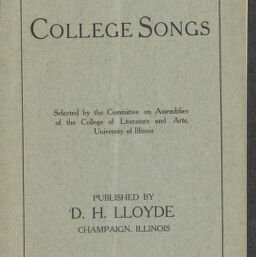 COLLEGE SONGS
Selected by the Committee on Assemblies
of the College of Literature and Arts,
University of Illinois
PUBLISHED BY
D. H. LLOYDE
CHAMPAIGN, ILLINOIS